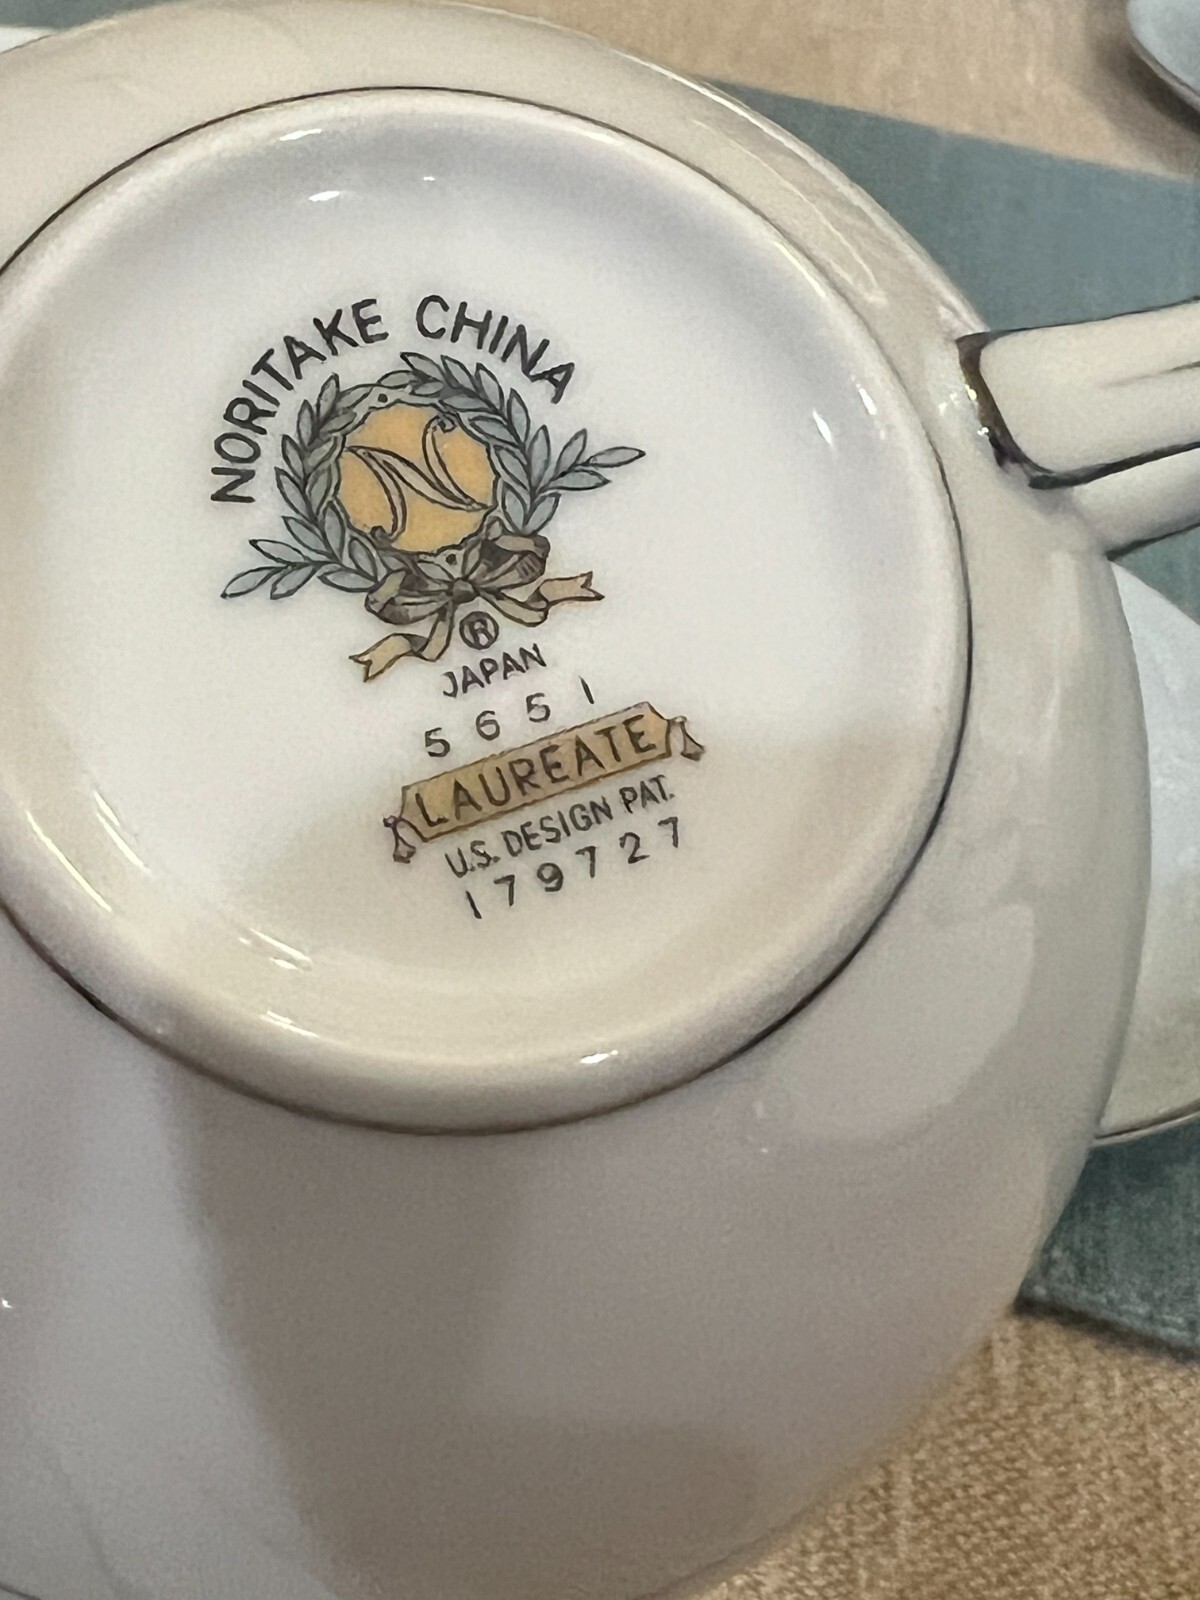 NORITAKE CHINA
N
®
JAPAN
5651
LAUREATE
U.S. DESIGN PAT.
179727